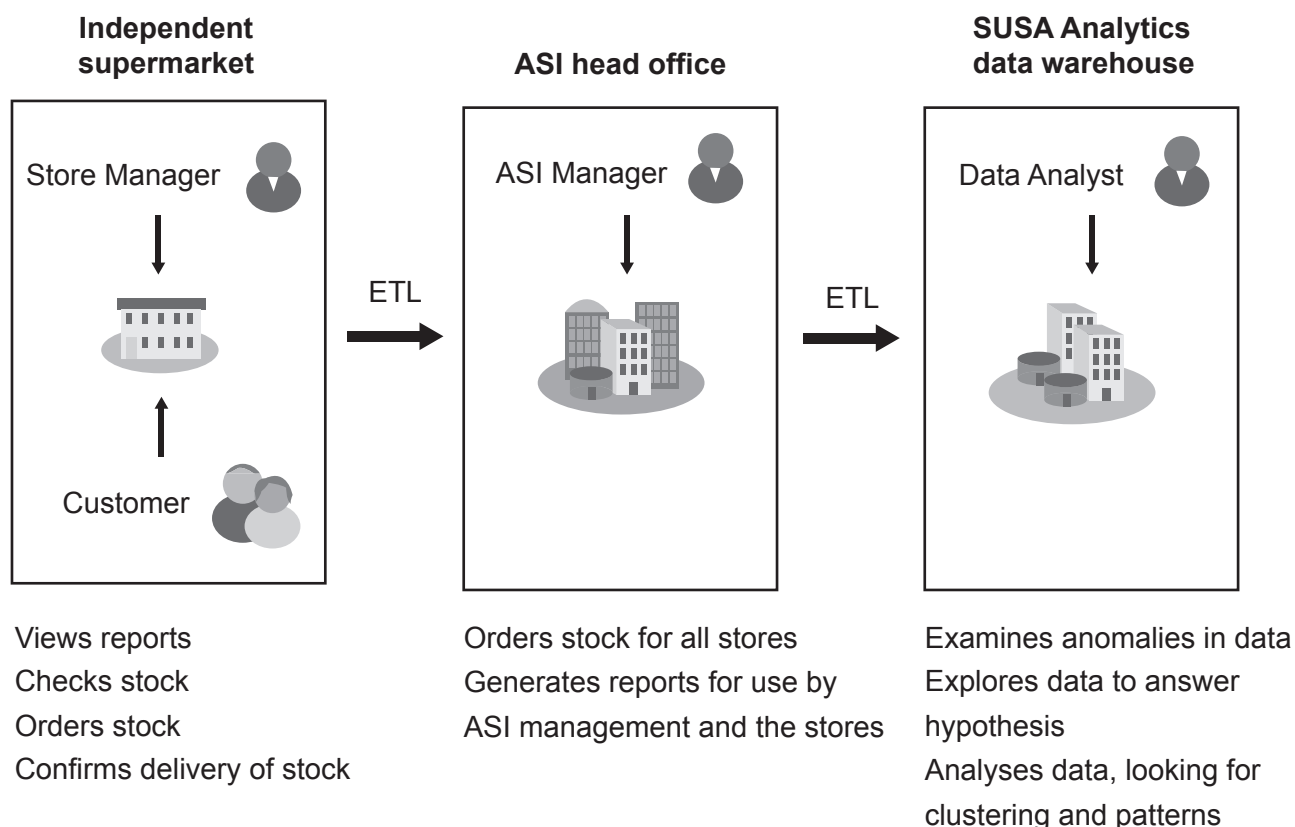 Independent
supermarket
Store Manager
Customer
Views reports
Checks stock
Orders stock
Confirms delivery of stock
ETL
ASI head office
ASI Manager
Orders stock for all stores
Generates reports for use by
ASI management and the stores
ETL
SUSA Analytics
data warehouse
Data Analyst
Examines anomalies in data
Explores data to answer
hypothesis
Analyses data, looking for
clustering and patterns